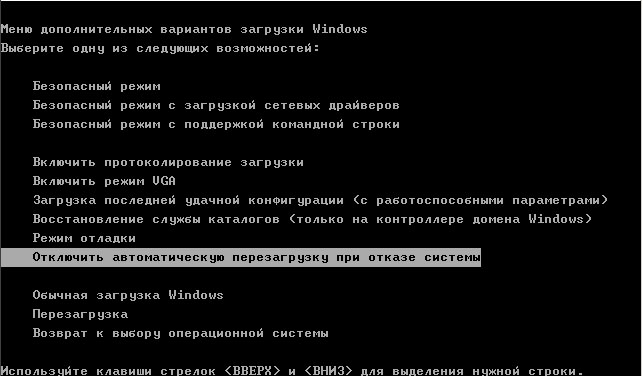 Меню дополнительных вариантов загрузки Windows
Выберите одну из следующих возможностей:
Безопасный режим
Безопасный режим с загрузкой сетевых драйверов
Безопасный режим с поддержкой командной строки
Включить протоколирование загрузки
Включить режим VGA
Загрузка последней удачной конфигурации (с работоспособными параметрами)
Восстановление службы каталогов (только на контроллере домена Windows)
Режим отладки
Отключить автоматическую перезагрузку при отказе системы
Обычная загрузка Windows
Перезагрузка
Возврат к выбору операционной системы
Используйте клавиши стрелок <ВВЕРХ> и <ВНИЗ> для выделения нужной строки.